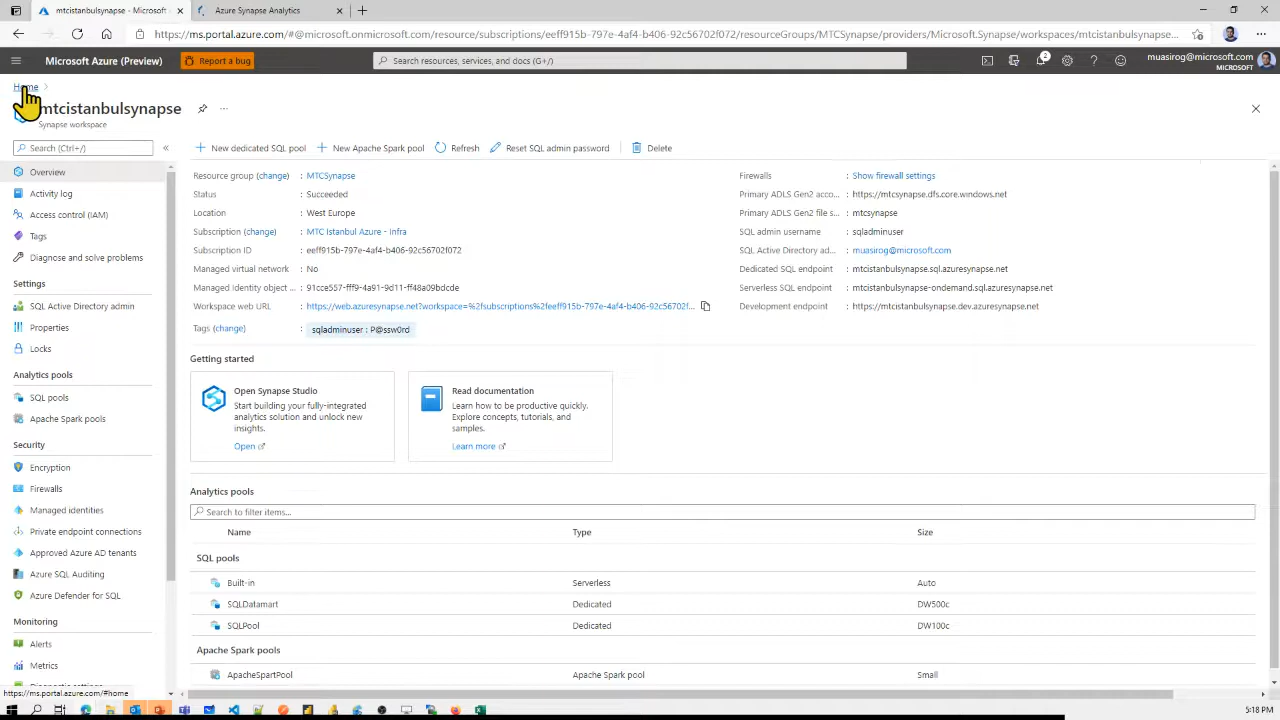 mtcistanbulsynapse - Microsoft
Azure Synapse Analytics
https://ms.portal.azure.com/#@microsoft.onmicrosoft.com/resource/subscriptions/eeff915b-797e-4af4-b406-92c56702f072/resourceGroups/MTCSynapse/providers/Microsoft.Synapse/workspaces/mtcistanbulsynapse...
Microsoft Azure (Preview)
Report a bug
Search resources, services, and docs (G+/)
2
muasirog@microsoft.com
MICROSOFT
Home
mtcistanbulsynapse
Synapse workspace
Search (Ctrl+/)
New dedicated SQL pool
New Apache Spark pool
Refresh
Reset SQL admin password
Delete
Overview
Activity log
Access control (IAM)
Tags
Diagnose and solve problems
Settings
SQL Active Directory admin
Properties
Locks
Analytics pools
SQL pools
Apache Spark pools
Security
Encryption
Firewalls
Managed identities
Private endpoint connections
Approved Azure AD tenants
Azure SQL Auditing
Azure Defender for SQL
Monitoring
Alerts
Metrics
https://ms.portal.azure.com/#home
Resource group (change) : MTCSynapse
Status : Succeeded
Location : West Europe
Subscription (change) : MTC Istanbul Azure - Infra
Subscription ID : eeff915b-797e-4af4-b406-92c56702f072
Managed virtual network : No
Managed Identity object ... : 91cce557-fff9-4a91-9d11-ff48a09bdcde
Workspace web URL : https://web.azuresynapse.net?workspace=%2fsubscriptions%2feeff915b-797e-4af4-b406-92c56702f...
Tags (change) : sqladminuser : P@ssw0rd
Firewalls : Show firewall settings
Primary ADLS Gen2 acco... : https://mtcsynapse.dfs.core.windows.net
Primary ADLS Gen2 file s... : mtcsynapse
SQL admin username : sqladminuser
SQL Active Directory ad... : muasirog@microsoft.com
Dedicated SQL endpoint : mtcistanbulsynapse.sql.azuresynapse.net
Serverless SQL endpoint : mtcistanbulsynapse-ondemand.sql.azuresynapse.net
Development endpoint : https://mtcistanbulsynapse.dev.azuresynapse.net
Getting started
Open Synapse Studio
Start building your fully-integrated
analytics solution and unlock new
insights.
Open
Read documentation
Learn how to be productive quickly.
Explore concepts, tutorials, and
samples.
Learn more
Analytics pools
Search to filter items...
Name Type Size
SQL pools
Built-in Serverless Auto
SQLDatamart Dedicated DW500c
SQLPool Dedicated DW100c
Apache Spark pools
ApacheSpartPool Apache Spark pool Small
5:18 PM